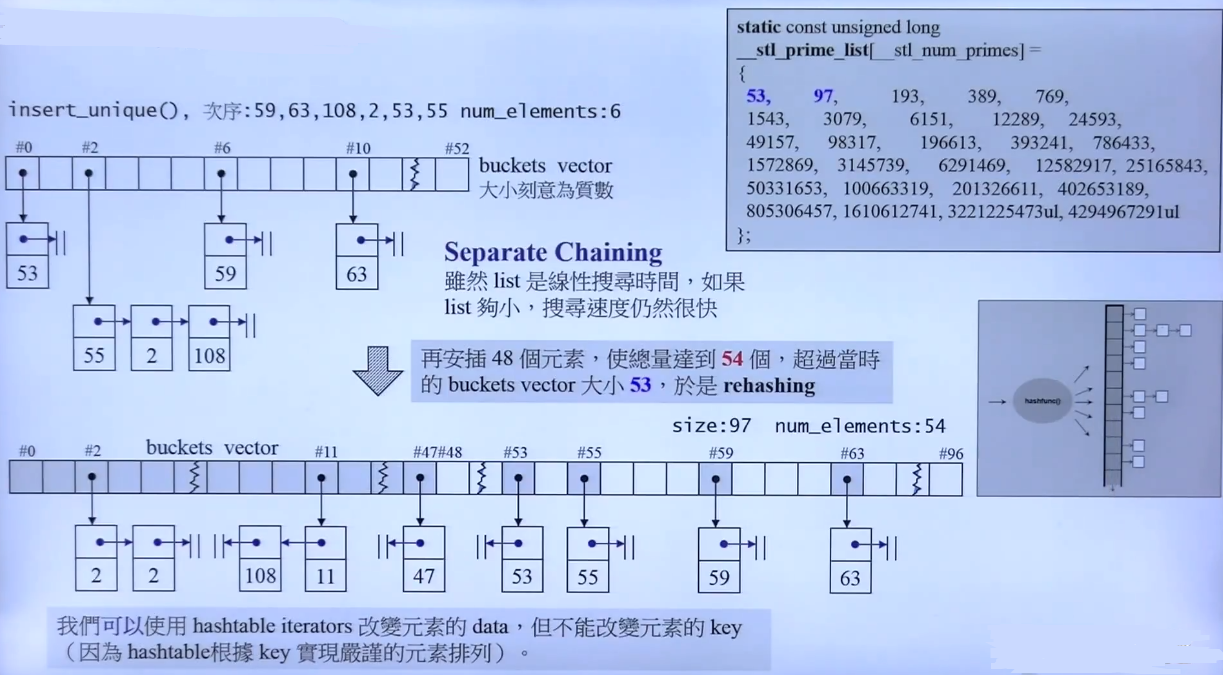 static const unsigned long
__stl_prime_list[__stl_num_primes] =
{
53, 97, 193, 389, 769,
1543, 3079, 6151, 12289, 24593,
49157, 98317, 196613, 393241, 786433,
1572869, 3145739, 6291469, 12582917, 25165843,
50331653, 100663319, 201326611, 402653189,
805306457, 1610612741, 3221225473ul, 4294967291ul
};
insert_unique(), 次序:59,63,108,2,53,55 num_elements:6
#0 #2 #6 #10 #52
buckets vector
大小刻意為質數
53 59 63
55 2 108
Separate Chaining
雖然 list 是線性搜尋時間，如果
list 夠小，搜尋速度仍然很快
再安插 48 個元素，使總量達到 54 個，超過當時
的 buckets vector 大小 53，於是 rehashing
hashfunc()
size:97 num_elements:54
buckets vector
#0 #2 #11 #47#48 #53 #55 #59 #63 #96
2 2 108 11 47 53 55 59 63
我們可以使用 hashtable iterators 改變元素的 data，但不能改變元素的 key
（因為 hashtable根據 key 實現嚴謹的元素排列）。